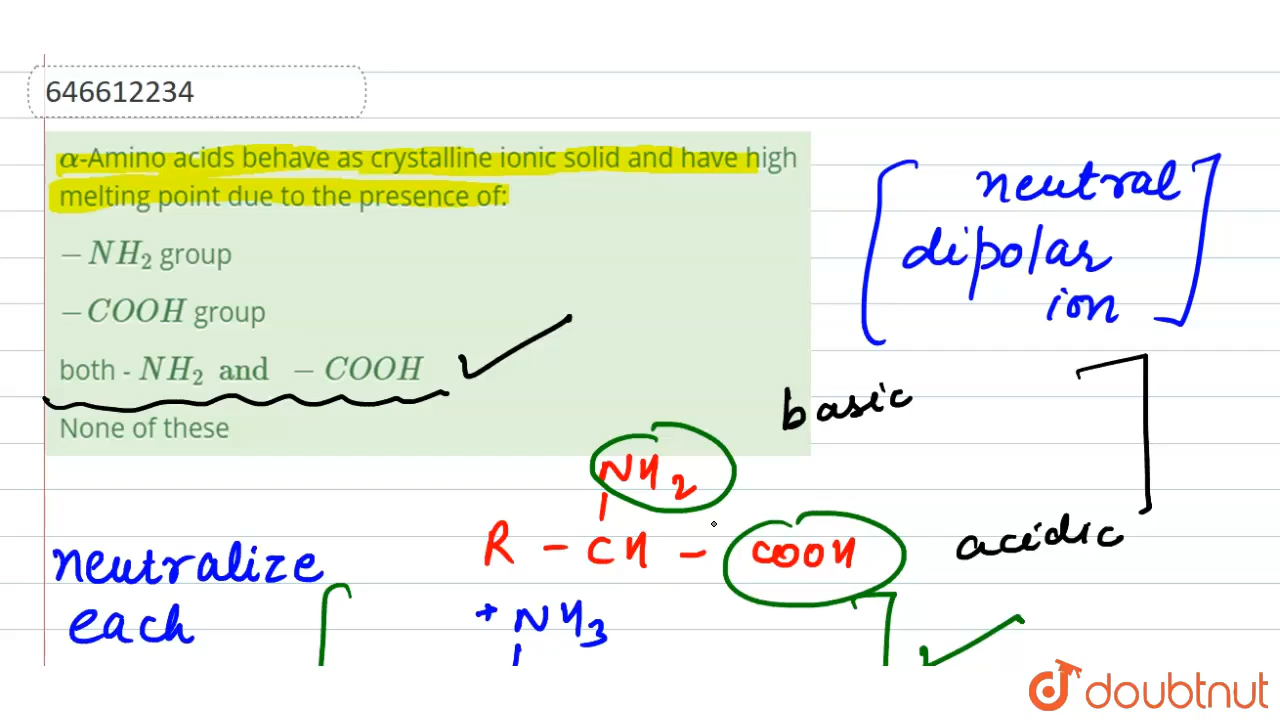 646612234
α-Amino acids behave as crystalline ionic solid and have high
melting point due to the presence of:
−NH₂ group
−COOH group
both - NH₂ and −COOH
None of these
neutral
dipolar
ion
basic
NH₂
R – CH – COOH
acidic
neutralize
each
+NH₃
doubtnut